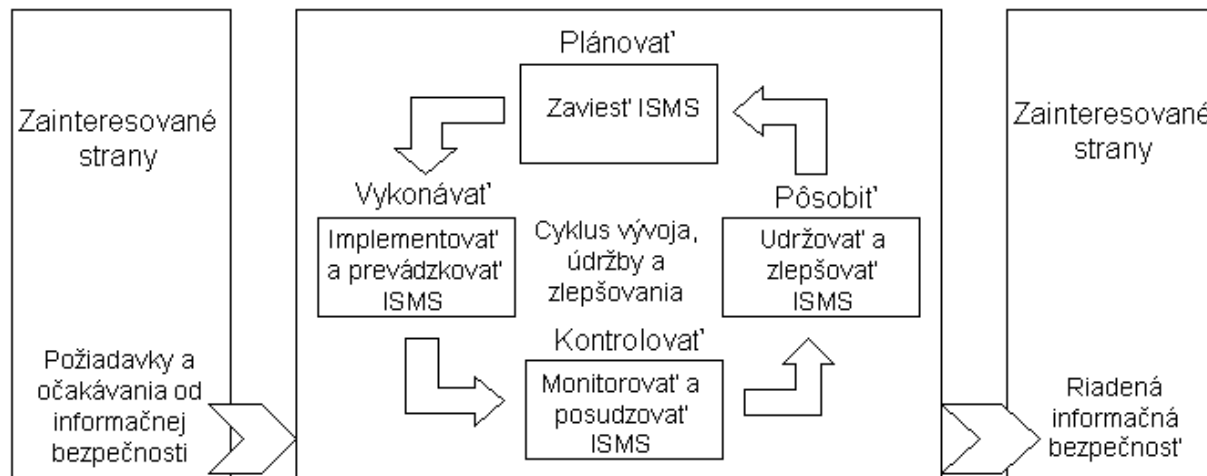 Zainteresované
strany
Požiadavky a
očakávania od
informačnej
bezpečnosti
Plánovať
Zaviesť ISMS
Vykonávať
Implementovať
a prevádzkovať
ISMS
Cyklus vývoja,
údržby a
zlepšovania
Pôsobiť
Udržovať a
zlepšovať
ISMS
Kontrolovať
Monitorovať a
posudzovať
ISMS
Zainteresované
strany
Riadená
informačná
bezpečnosť